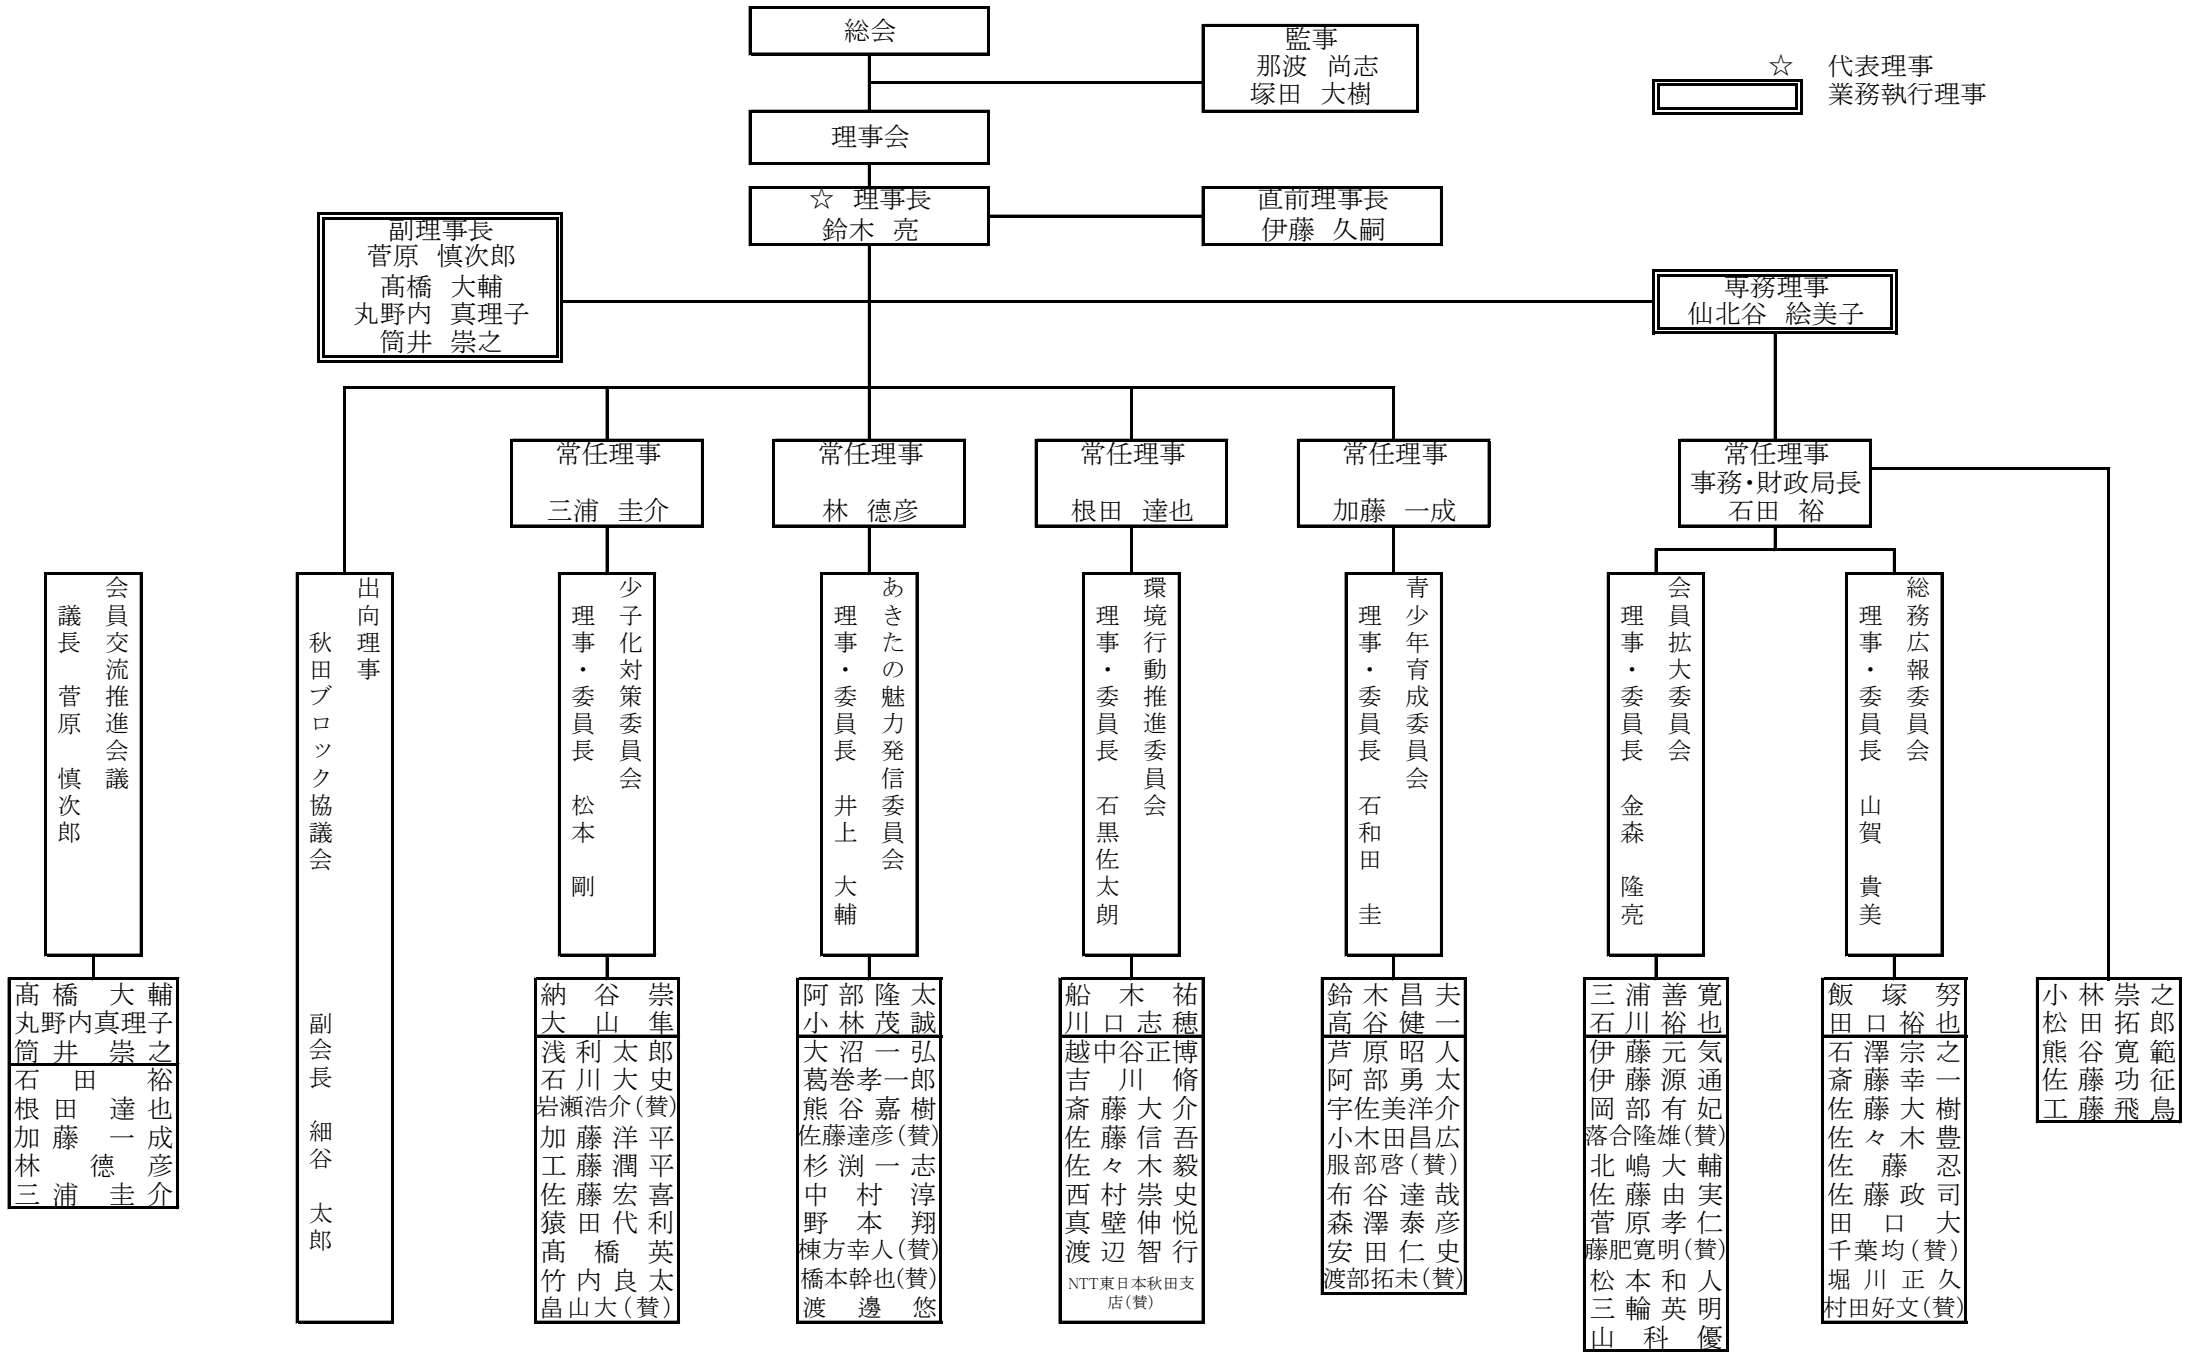 総会
監事
那波 尚志
塚田 大樹
☆ 代表理事
業務執行理事
理事会
☆ 理事長
鈴木 亮
直前理事長
伊藤 久嗣
副理事長
菅原 慎次郎
髙橋 大輔
丸野内 真理子
筒井 崇之
専務理事
仙北谷 絵美子
常任理事
三浦 圭介
常任理事
林 德彦
常任理事
根田 達也
常任理事
加藤 一成
常任理事
事務・財政局長
石田 裕
会員交流推進会議
議長 菅原 慎次郎
髙橋大輔
丸野内真理子
筒井崇之
石田裕
根田達也
加藤一成
林德彦
三浦圭介
出向理事
秋田ブロック協議会 副会長 細谷 太郎
少子化対策委員会
理事・委員長 松本 剛
納谷崇
大山隼
浅利太郎
石川大史
岩瀬浩介(賛)
加藤洋平
工藤潤平
佐藤宏喜
猿田代利
髙橋英
竹内良太
畠山大(賛)
あきたの魅力発信委員会
理事・委員長 井上 大輔
阿部隆太
小林茂誠
大沼一弘
葛巻孝一郎
熊谷嘉樹
佐藤達彦(賛)
杉渕一志
中村淳
野本翔
棟方幸人(賛)
橋本幹也(賛)
渡邊悠
環境行動推進委員会
理事・委員長 石黒佐太朗
船木祐
川口志穂
越中谷正博
吉川脩
斎藤大介
佐藤信吾
佐々木毅
西村崇史
真壁伸悦
渡辺智行
NTT東日本秋田支
店(賛)
青少年育成委員会
理事・委員長 石和田 圭
鈴木昌夫
高谷健一
芦原昭人
阿部勇太
宇佐美洋介
小木田昌広
服部啓(賛)
布谷達哉
森澤泰彦
安田仁史
渡部拓未(賛)
会員拡大委員会
理事・委員長 金森 隆亮
三浦善寛
石川裕也
伊藤元気
伊藤源通
岡部有妃
落合隆雄(賛)
北嶋大輔
佐藤由実
菅原孝仁
藤肥寛明(賛)
松本和人
三輪英明
山科優
総務広報委員会
理事・委員長 山賀 貴美
飯塚努
田口裕也
石澤宗之
斎藤幸一
佐藤大樹
佐々木豊
佐藤忍
佐藤政司
田口大
千葉均(賛)
堀川正久
村田好文(賛)
小林崇之
松田拓郎
熊谷寛範
佐藤功征
工藤飛鳥